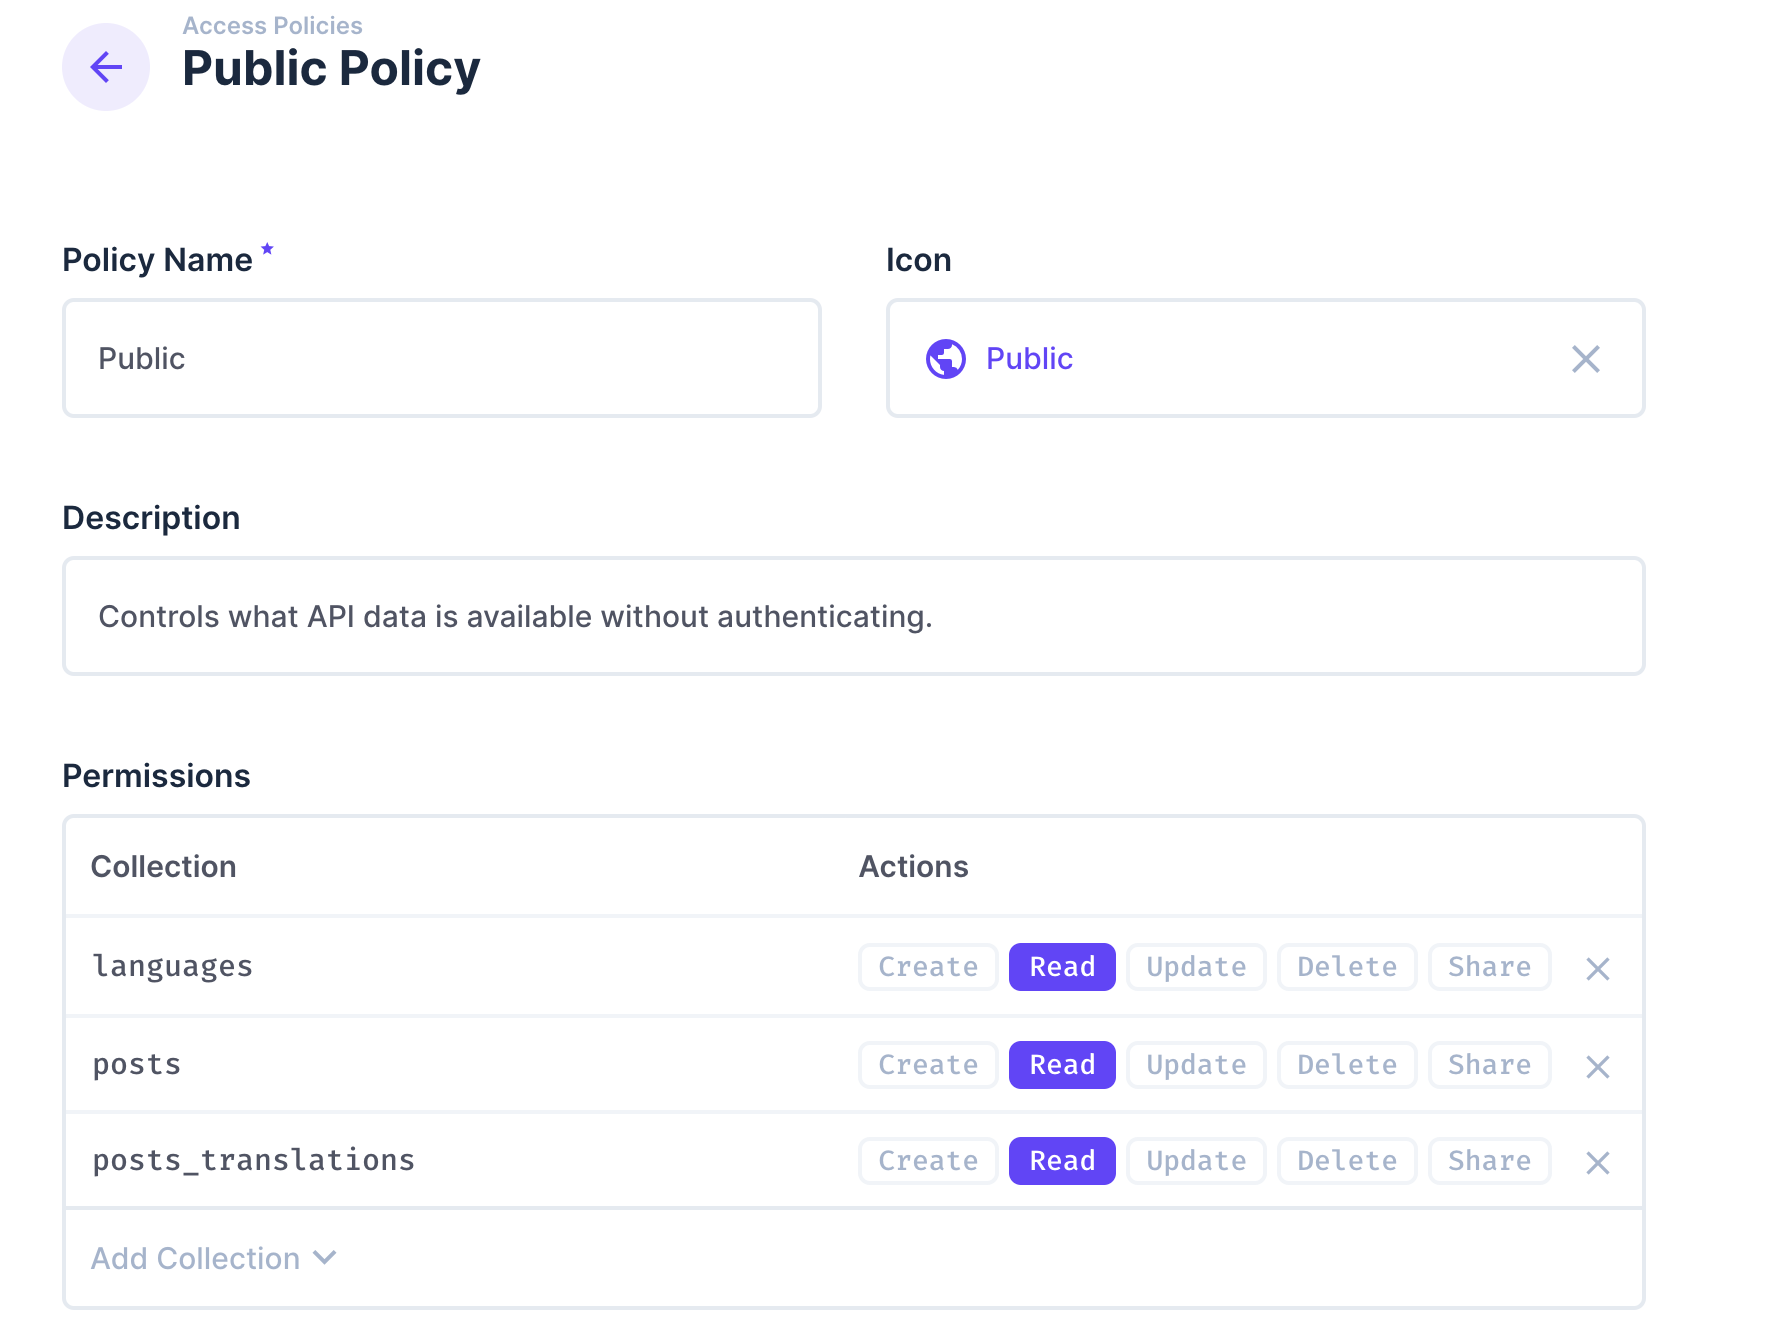 Access Policies
Public Policy
Policy Name *
Icon
Public
Public
Description
Controls what API data is available without authenticating.
Permissions
Collection Actions
languages Create Read Update Delete Share
posts Create Read Update Delete Share
posts_translations Create Read Update Delete Share
Add Collection